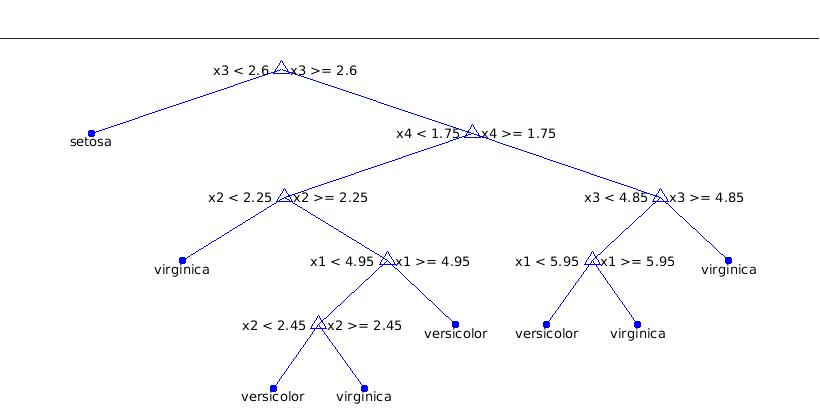 x3 < 2.6 x3 >= 2.6
setosa
x4 < 1.75 x4 >= 1.75
x2 < 2.25 x2 >= 2.25
x3 < 4.85 x3 >= 4.85
virginica
x1 < 4.95 x1 >= 4.95
x1 < 5.95 x1 >= 5.95
virginica
x2 < 2.45 x2 >= 2.45
versicolor
versicolor
virginica
versicolor
virginica